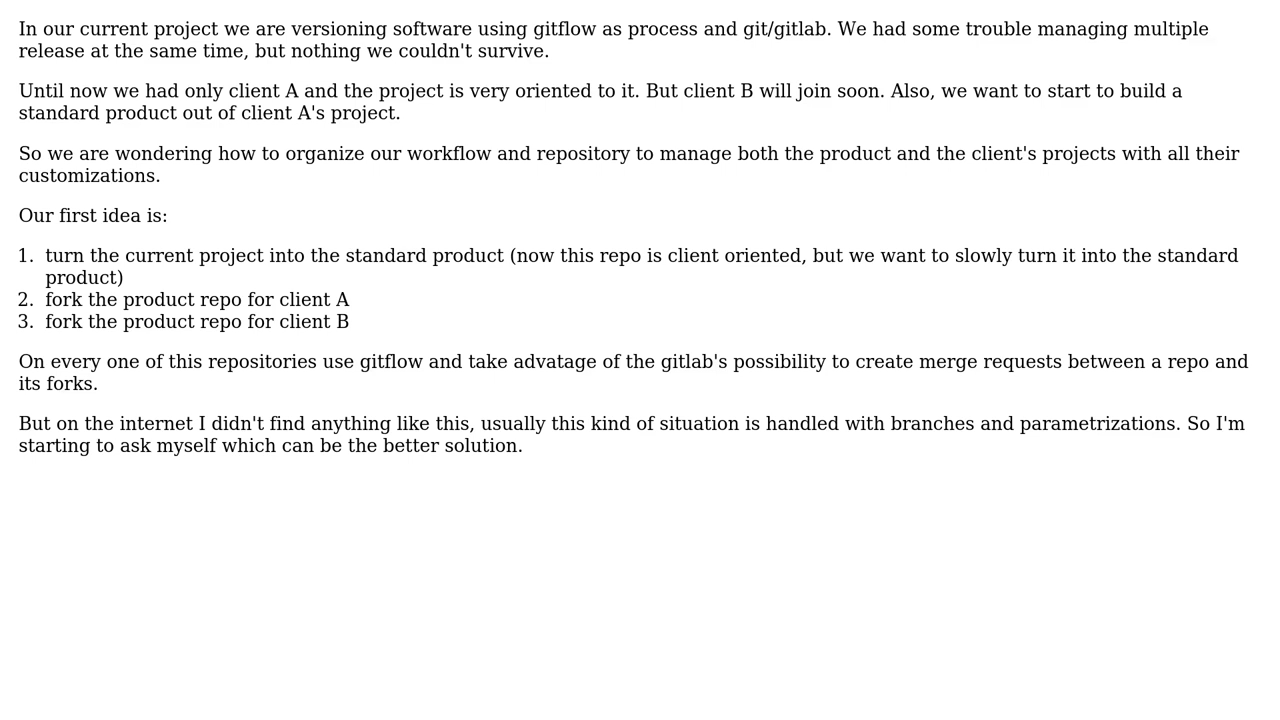 In our current project we are versioning software using gitflow as process and git/gitlab. We had some trouble managing multiple
release at the same time, but nothing we couldn't survive.
Until now we had only client A and the project is very oriented to it. But client B will join soon. Also, we want to start to build a
standard product out of client A's project.
So we are wondering how to organize our workflow and repository to manage both the product and the client's projects with all their
customizations.
Our first idea is:
1. turn the current project into the standard product (now this repo is client oriented, but we want to slowly turn it into the standard
product)
2. fork the product repo for client A
3. fork the product repo for client B
On every one of this repositories use gitflow and take advatage of the gitlab's possibility to create merge requests between a repo and
its forks.
But on the internet I didn't find anything like this, usually this kind of situation is handled with branches and parametrizations. So I'm
starting to ask myself which can be the better solution.